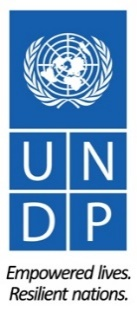 U N
D P
Empowered lives.
Resilient nations.